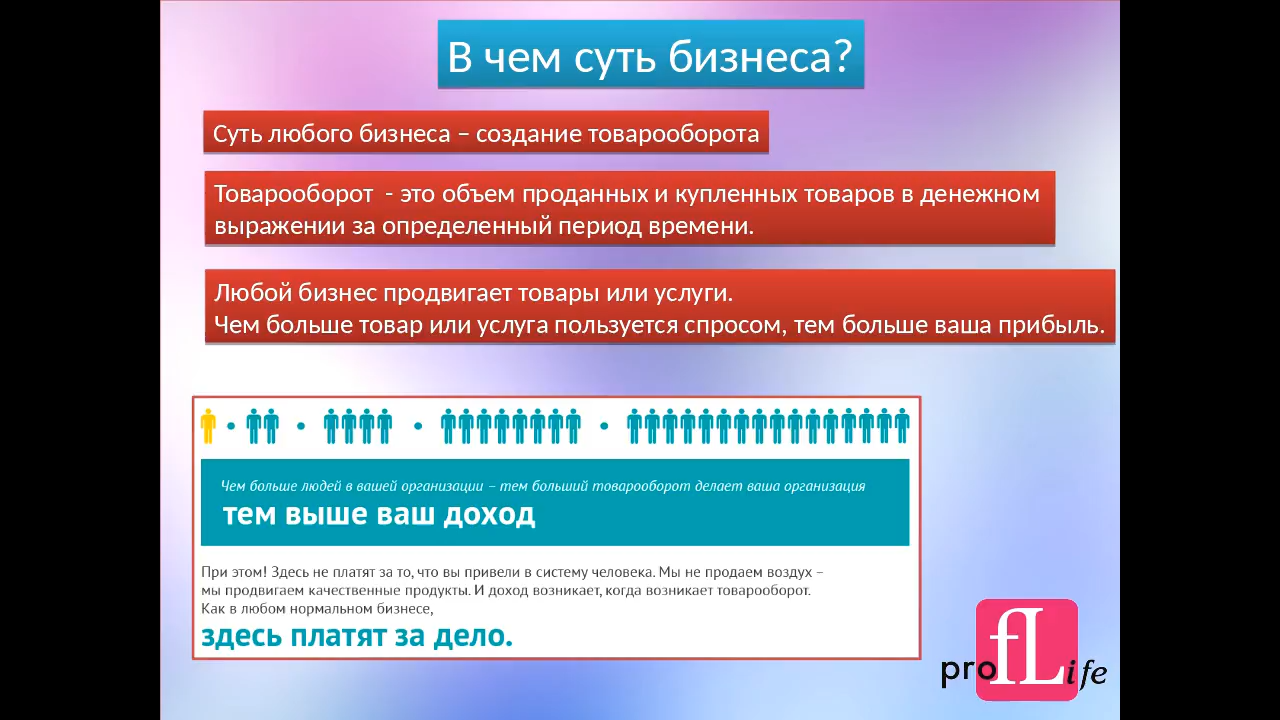 В чем суть бизнеса?
Суть любого бизнеса – создание товарооборота
Товарооборот - это объем проданных и купленных товаров в денежном
выражении за определенный период времени.
Любой бизнес продвигает товары или услуги.
Чем больше товар или услуга пользуется спросом, тем больше ваша прибыль.
Чем больше людей в вашей организации – тем больший товарооборот делает ваша организация
тем выше ваш доход
При этом! Здесь не платят за то, что вы привели в систему человека. Мы не продаем воздух –
мы продвигаем качественные продукты. И доход возникает, когда возникает товарооборот.
Как в любом нормальном бизнесе,
здесь платят за дело.
profLife